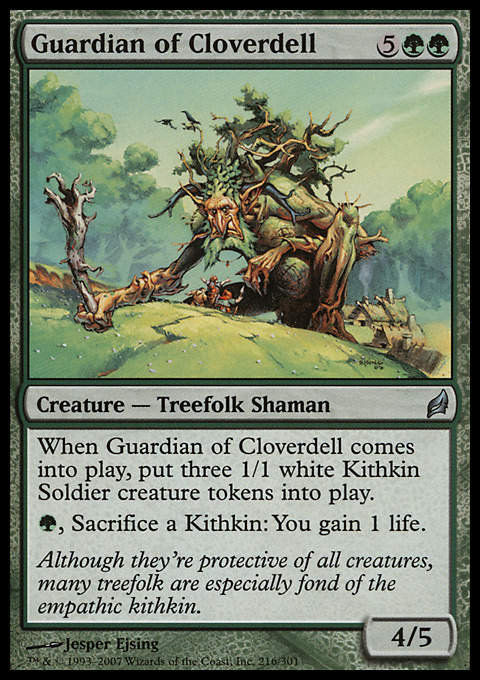 Guardian of Cloverdell 5
Creature — Treefolk Shaman
When Guardian of Cloverdell comes
into play, put three 1/1 white Kithkin
Soldier creature tokens into play.
, Sacrifice a Kithkin: You gain 1 life.
Although they're protective of all creatures,
many treefolk are especially fond of the
empathic kithkin.
Jesper Ejsing
4/5
™ & © 1993–2007 Wizards of the Coast, Inc. 216/301